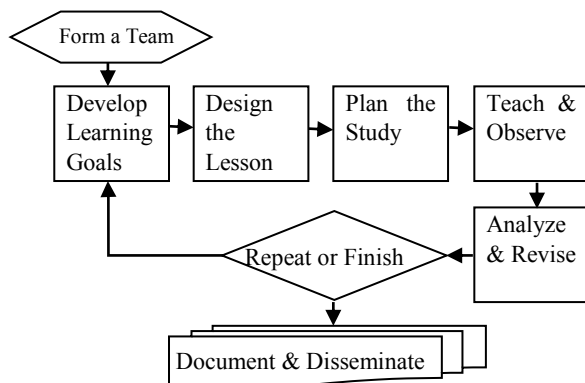 Form a Team
Develop
Learning
Goals
Design
the
Lesson
Plan the
Study
Teach &
Observe
Analyze
& Revise
Repeat or Finish
Document & Disseminate